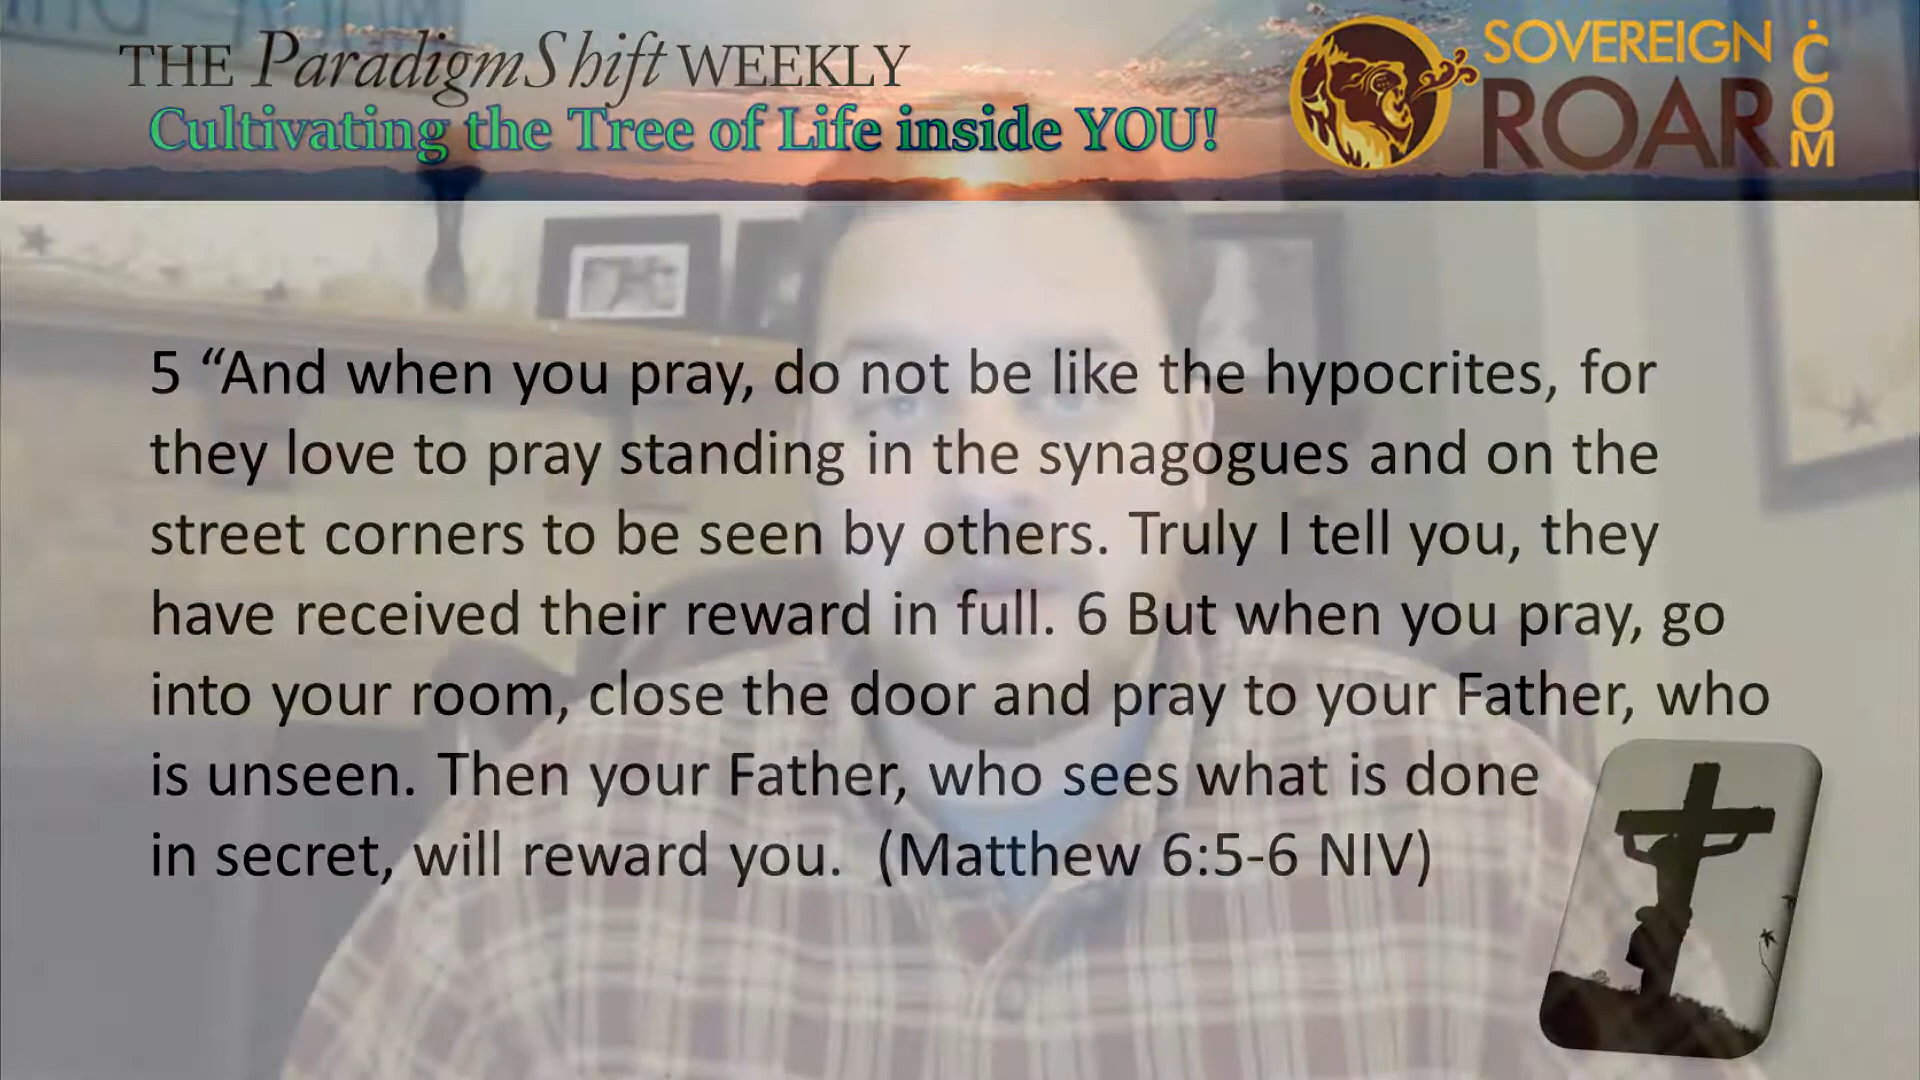 THE ParadigmShift WEEKLY
Cultivating the Tree of Life inside YOU!
SOVEREIGN
ROAR
.COM
5 “And when you pray, do not be like the hypocrites, for
they love to pray standing in the synagogues and on the
street corners to be seen by others. Truly I tell you, they
have received their reward in full. 6 But when you pray, go
into your room, close the door and pray to your Father, who
is unseen. Then your Father, who sees what is done
in secret, will reward you.  (Matthew 6:5-6 NIV)